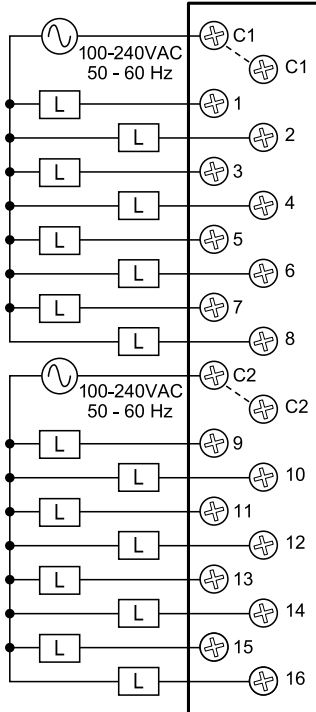 C1
100-240VAC
50 - 60 Hz
C1
L 1
L 2
L 3
L 4
L 5
L 6
L 7
L 8
C2
100-240VAC
50 - 60 Hz
C2
L 9
L 10
L 11
L 12
L 13
L 14
L 15
L 16